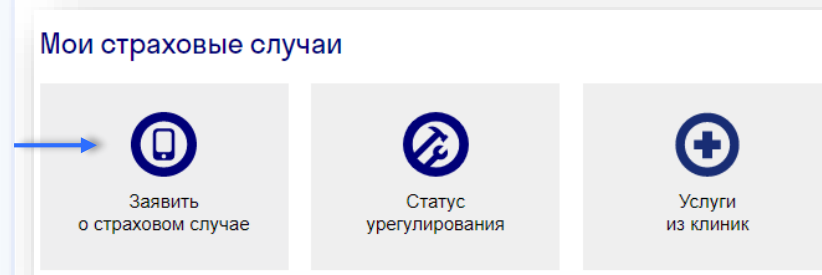 Мои страховые случаи
Заявить
о страховом случае
Статус
урегулирования
Услуги
из клиник